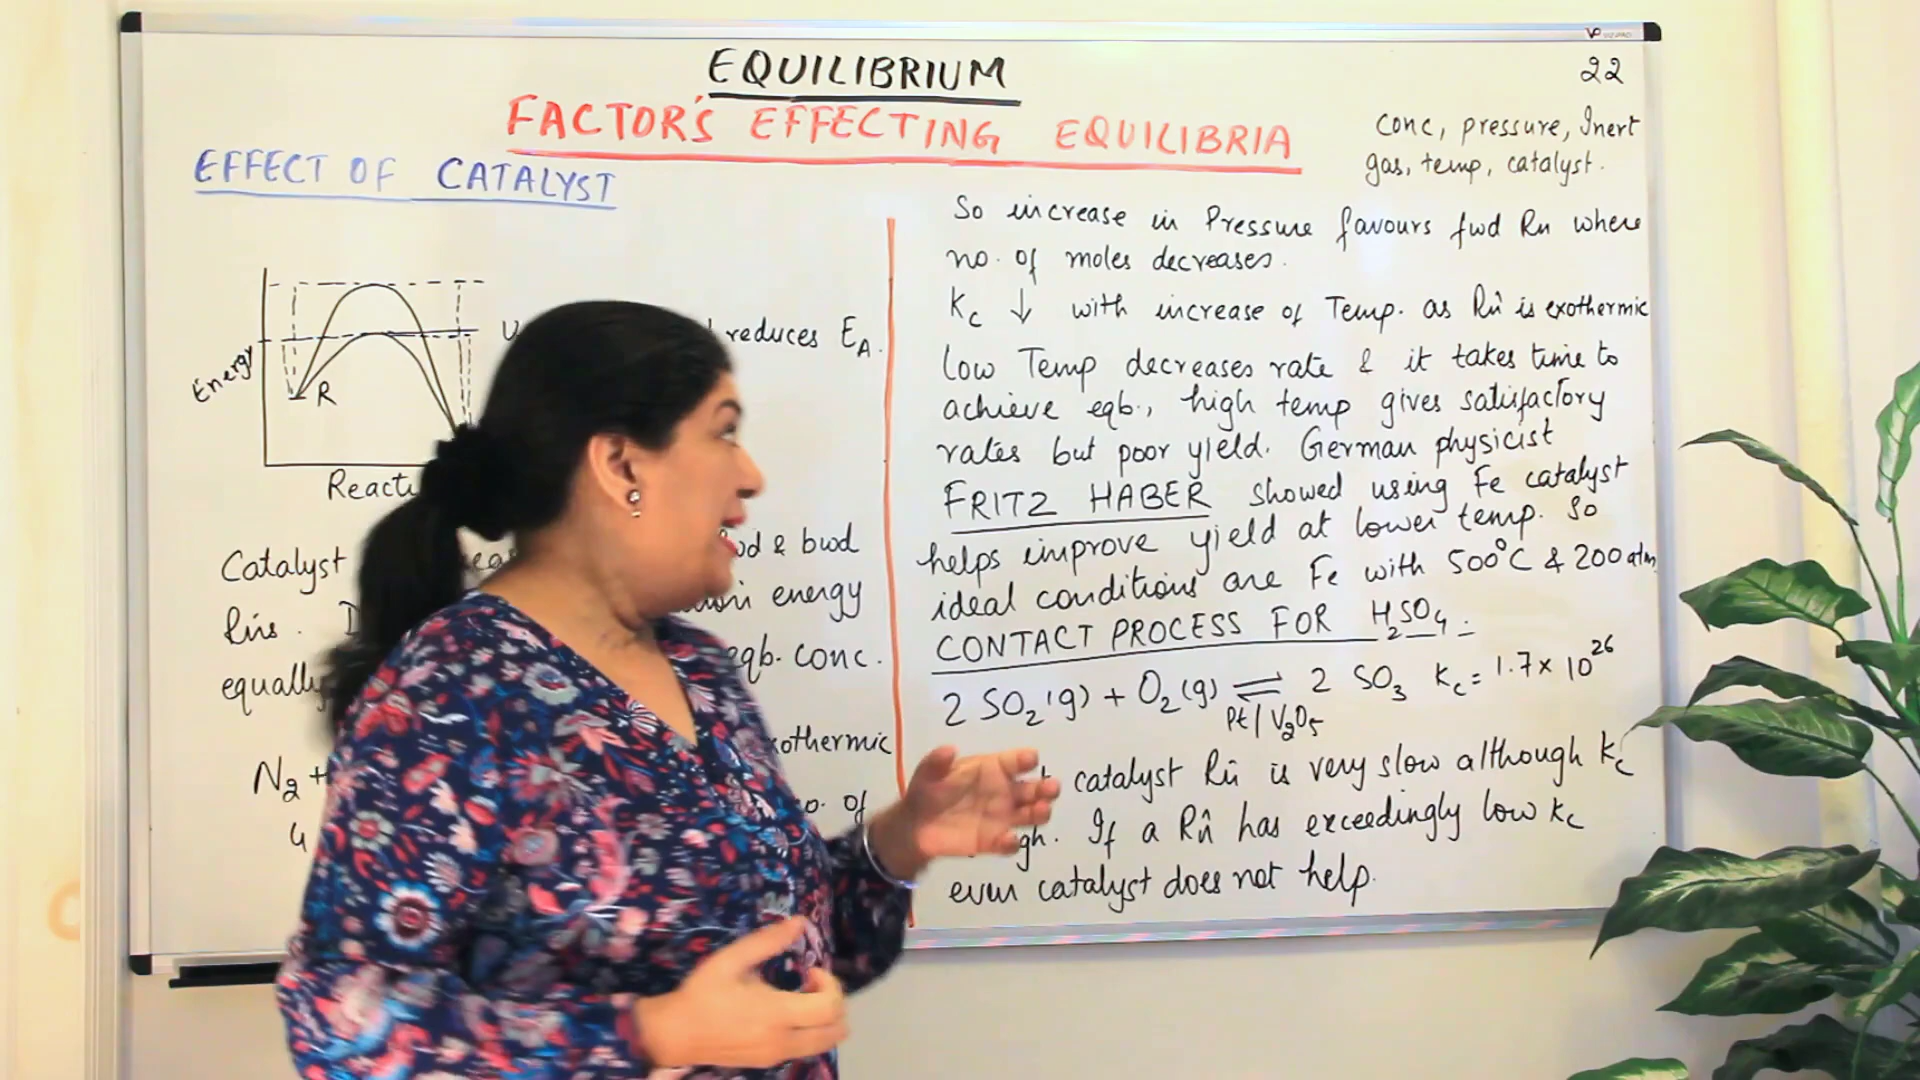 EQUILIBRIUM
22
FACTOR'S EFFECTING EQUILIBRIA
conc, pressure, Inert
gas, temp, catalyst.
EFFECT OF CATALYST
reduces EA.
Energy
R
Catalyst
& bwd
Rns.
energy
equally
eqb. conc.
N2 +
4
no. of
So increase in Pressure favours fwd Rn where
no. of moles decreases.
Kc ↓ with increase of Temp. as Rn is exothermic
Low Temp decreases rate & it takes time to
achieve eqb., high temp gives satisfactory
rates but poor yield. German physicist
FRITZ HABER showed using Fe catalyst
helps improve yield at lower temp. So
ideal conditions are Fe with 500°C & 200 atm
CONTACT PROCESS FOR H2SO4 :-
2 SO2(g) + O2(g) ⇌ 2 SO3 Kc = 1.7 × 10^26
Pt / V2O5
catalyst Rn is very slow although Kc
If a Rn has exceedingly low Kc
even catalyst does not help.